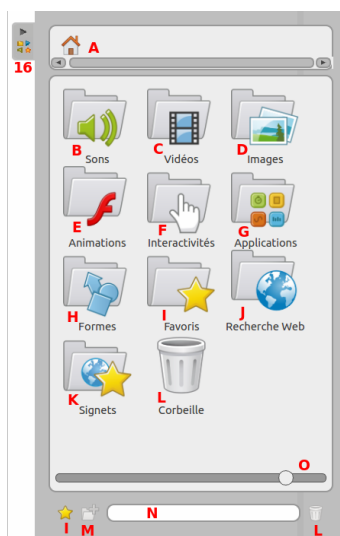 A
16
B C D
Sons Vidéos Images
E F G
Animations Interactivités Applications
H I J
Formes Favoris Recherche Web
K L
Signets Corbeille
O
N
I M L